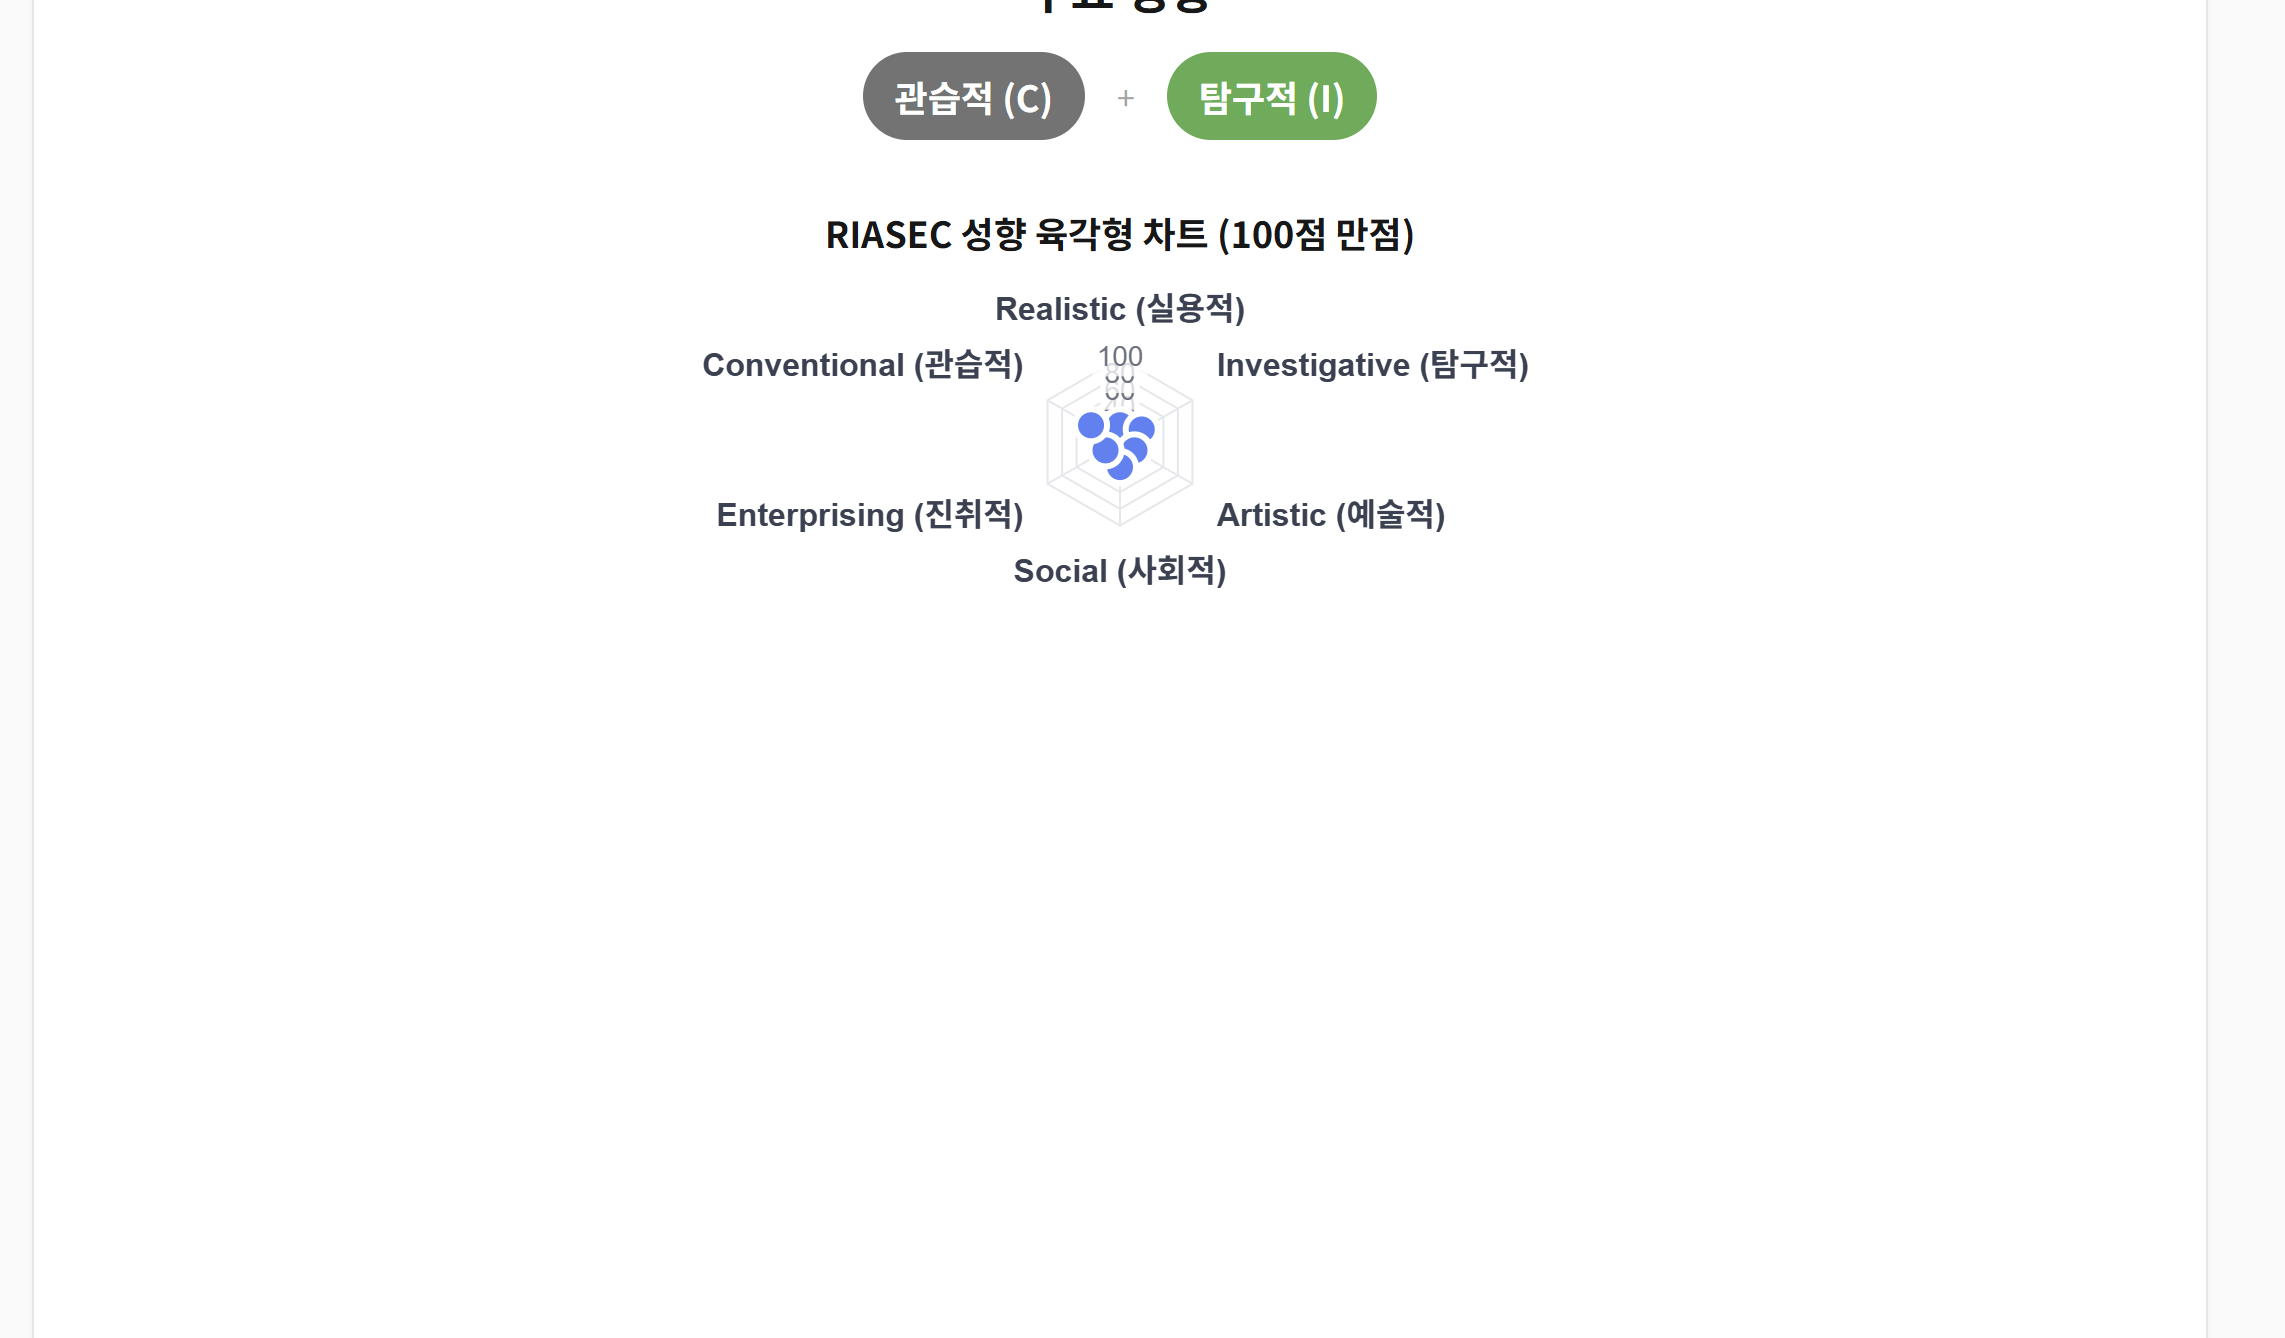 관습적 (C) + 탐구적 (I)
RIASEC 성향 육각형 차트 (100점 만점)
Realistic (실용적)
Conventional (관습적)
100
Investigative (탐구적)
80
60
Enterprising (진취적)
Artistic (예술적)
Social (사회적)